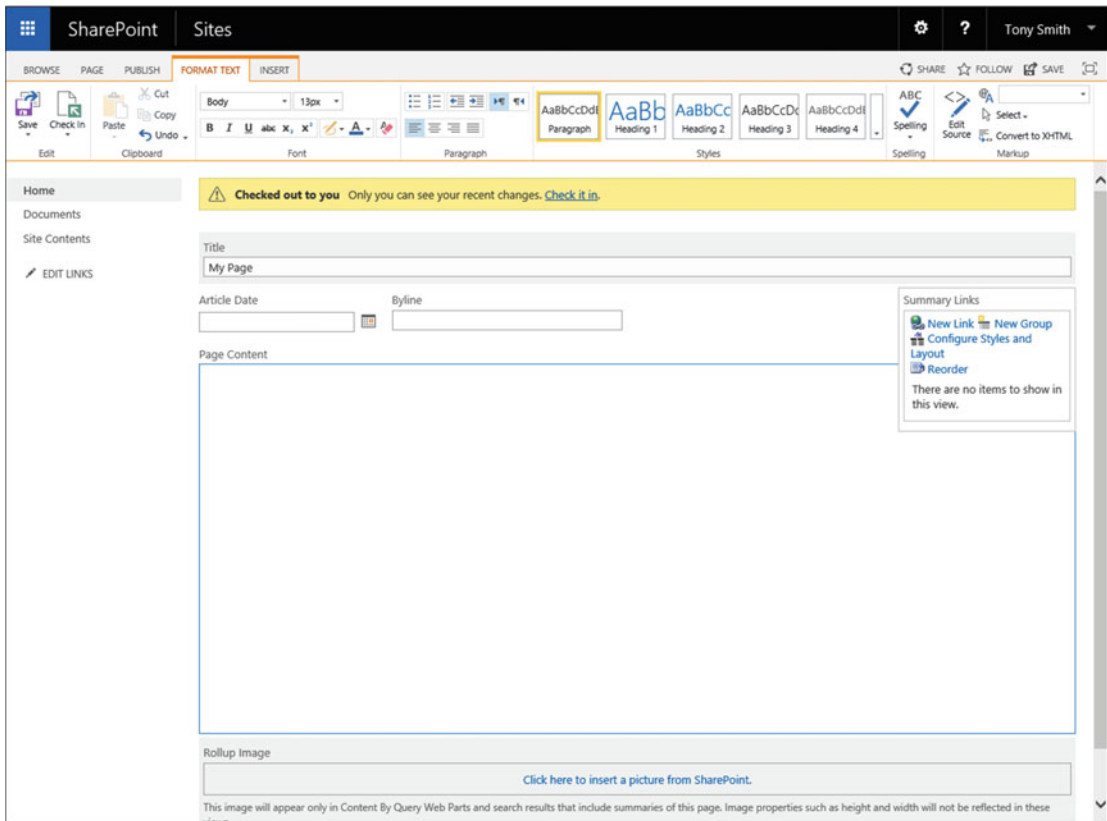 SharePoint Sites ? Tony Smith
BROWSE PAGE PUBLISH FORMAT TEXT INSERT SHARE FOLLOW SAVE
Save Check In Paste Cut Copy Undo
Body 13px
B I U abc x₂ x² A
AaBbCcDdE AaBb AaBbCc AaBbCcDc AaBbCcDdE
Paragraph Heading 1 Heading 2 Heading 3 Heading 4
ABC Spelling Edit Source Select Convert to XHTML
Edit Clipboard Font Paragraph Styles Spelling Markup
Home
Documents
Site Contents
EDIT LINKS
Checked out to you Only you can see your recent changes. Check it in.
Title
My Page
Article Date Byline
Summary Links
New Link New Group
Configure Styles and
Layout
Reorder
There are no items to show in
this view.
Page Content
Rollup Image
Click here to insert a picture from SharePoint.
This image will appear only in Content By Query Web Parts and search results that include summaries of this page. Image properties such as height and width will not be reflected in these